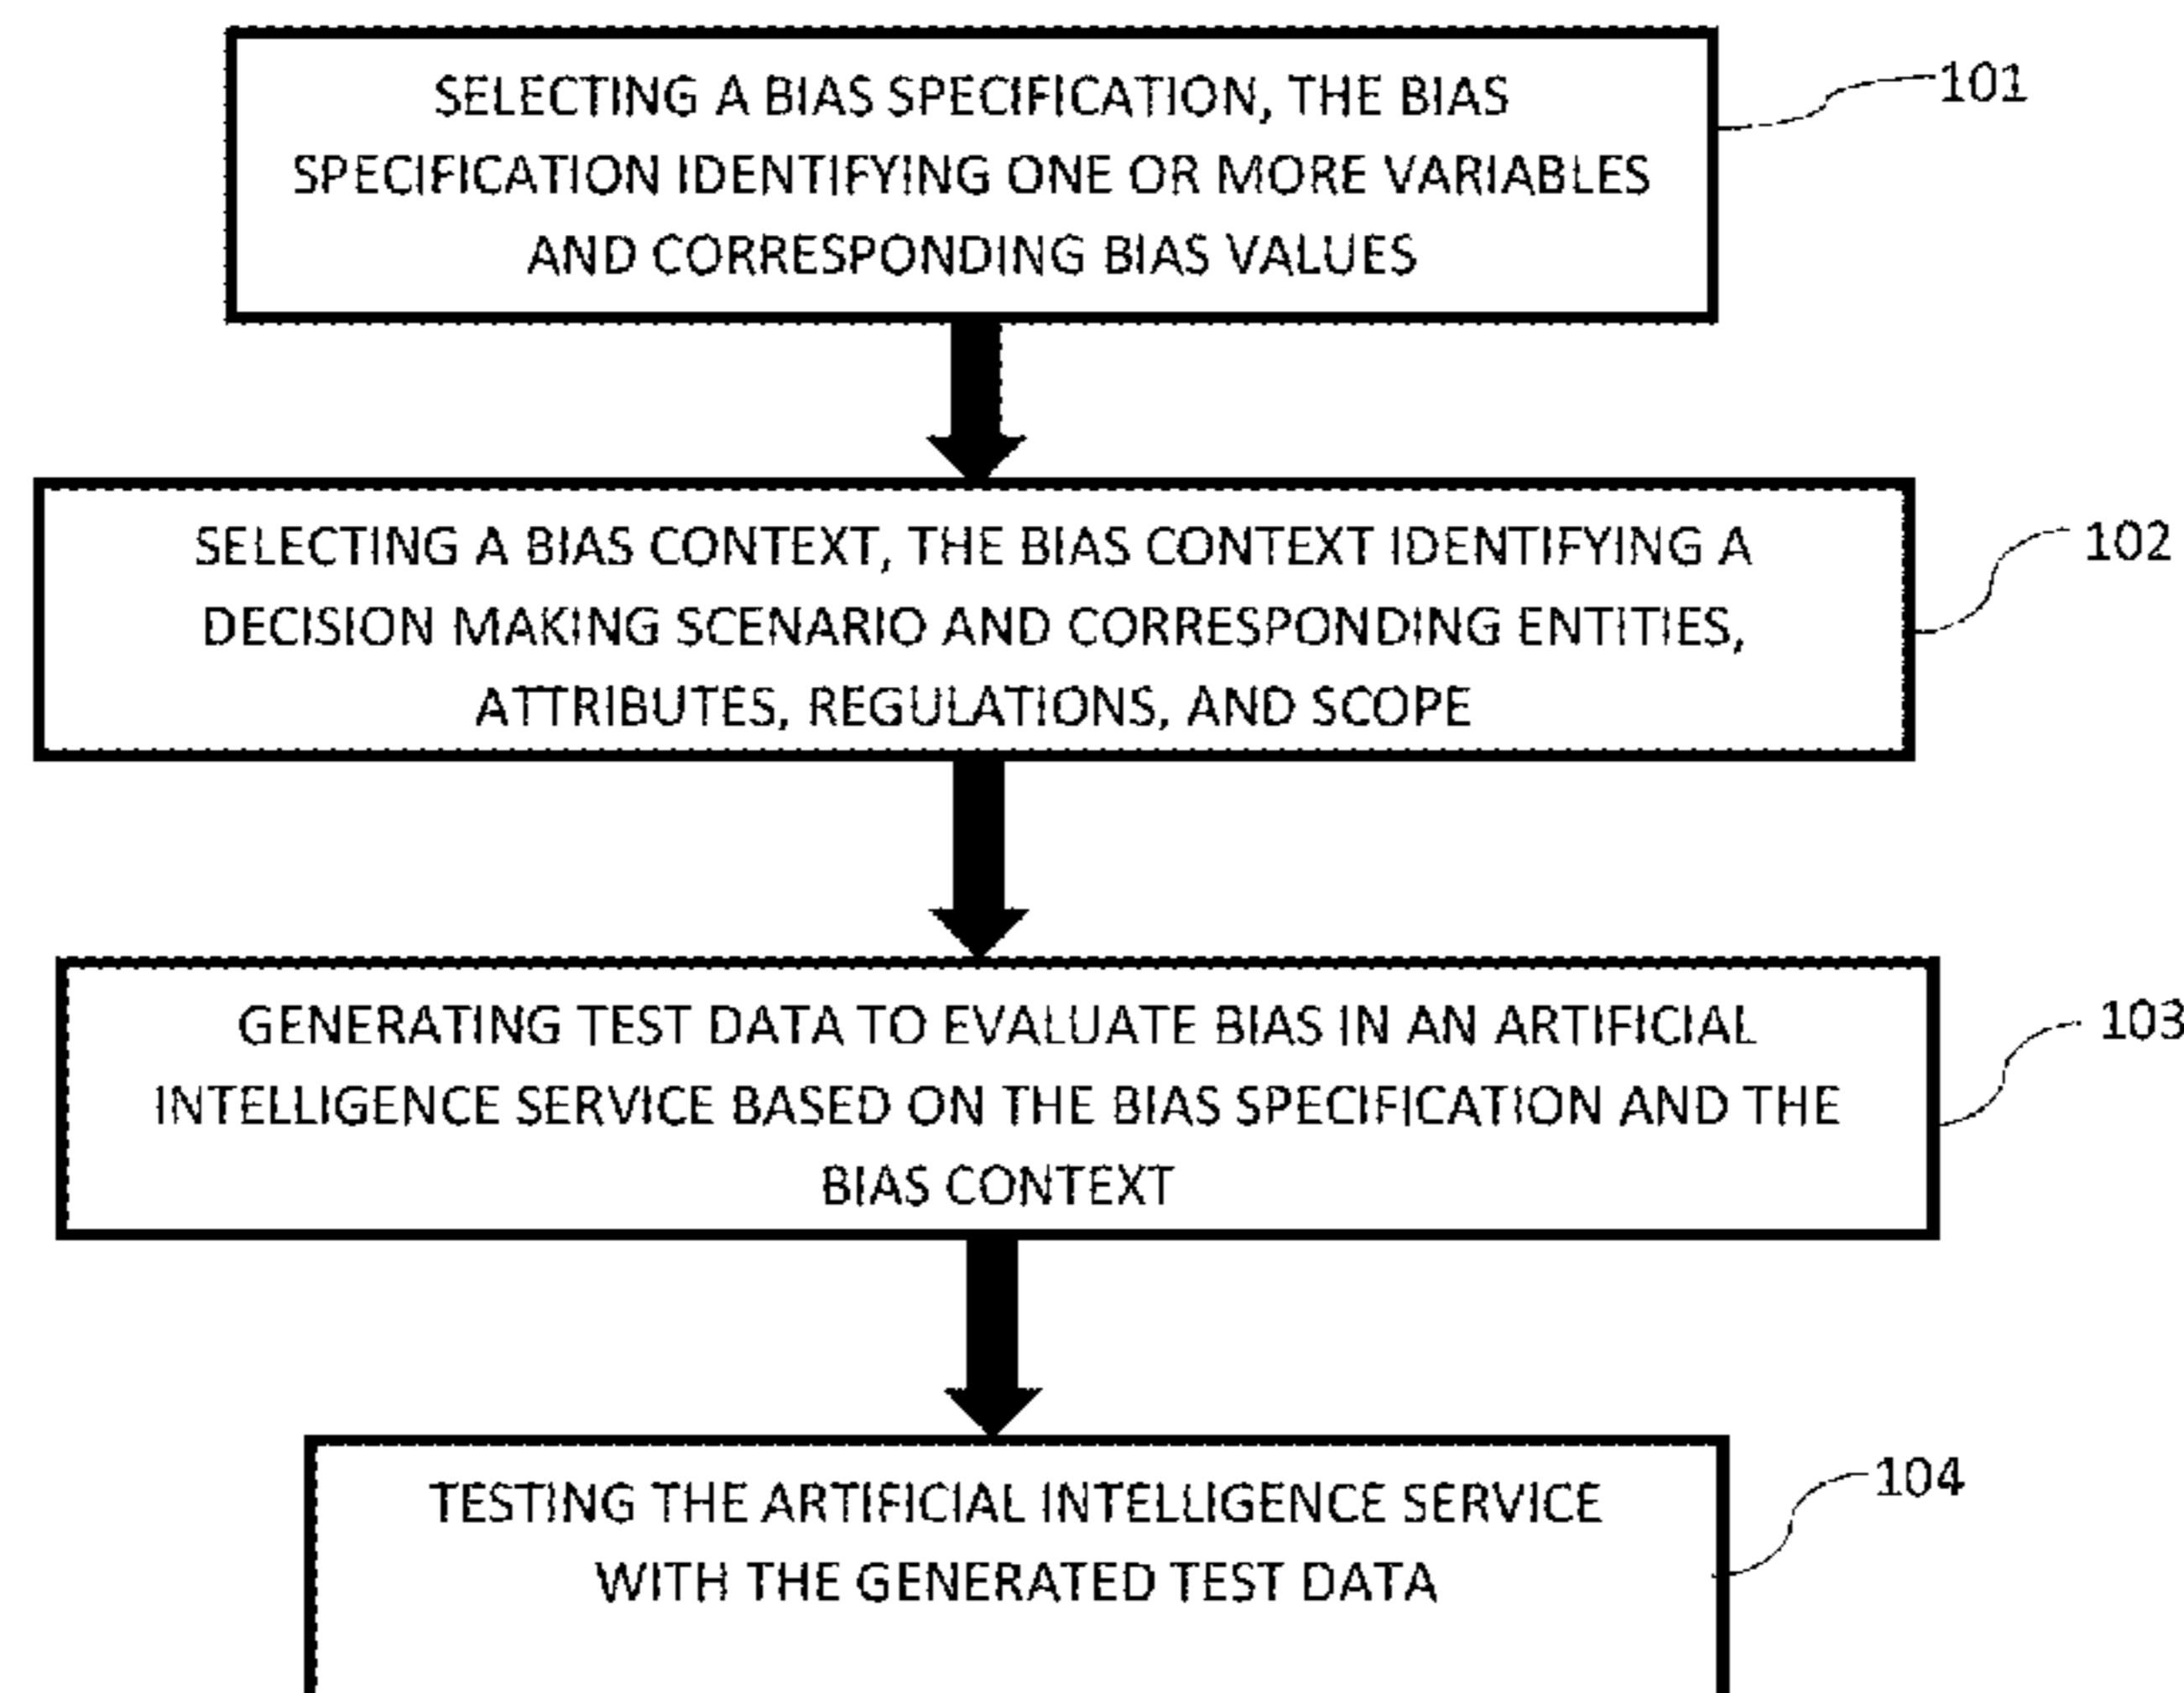 SELECTING A BIAS SPECIFICATION, THE BIAS
SPECIFICATION IDENTIFYING ONE OR MORE VARIABLES
AND CORRESPONDING BIAS VALUES
101
SELECTING A BIAS CONTEXT, THE BIAS CONTEXT IDENTIFYING A
DECISION MAKING SCENARIO AND CORRESPONDING ENTITIES,
ATTRIBUTES, REGULATIONS, AND SCOPE
102
GENERATING TEST DATA TO EVALUATE BIAS IN AN ARTIFICIAL
INTELLIGENCE SERVICE BASED ON THE BIAS SPECIFICATION AND THE
BIAS CONTEXT
103
TESTING THE ARTIFICIAL INTELLIGENCE SERVICE
WITH THE GENERATED TEST DATA
104